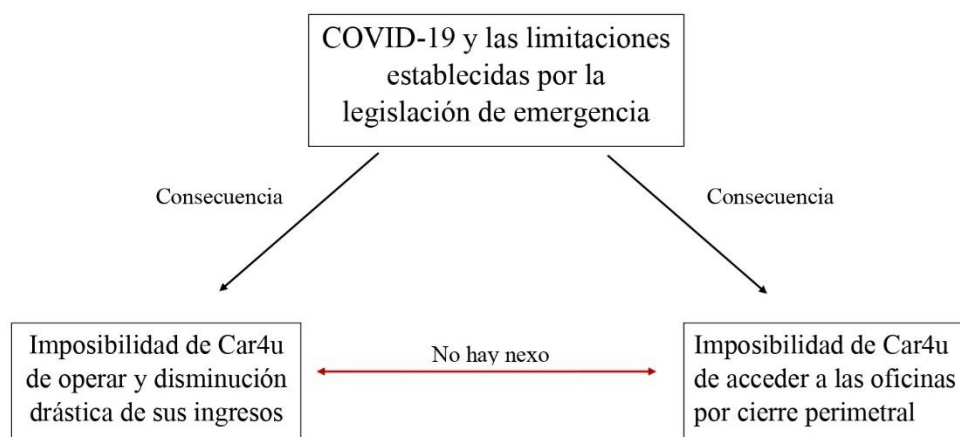 COVID-19 y las limitaciones
establecidas por la
legislación de emergencia
Consecuencia
Consecuencia
Imposibilidad de Car4u
de operar y disminución
drástica de sus ingresos
No hay nexo
Imposibilidad de Car4u
de acceder a las oficinas
por cierre perimetral